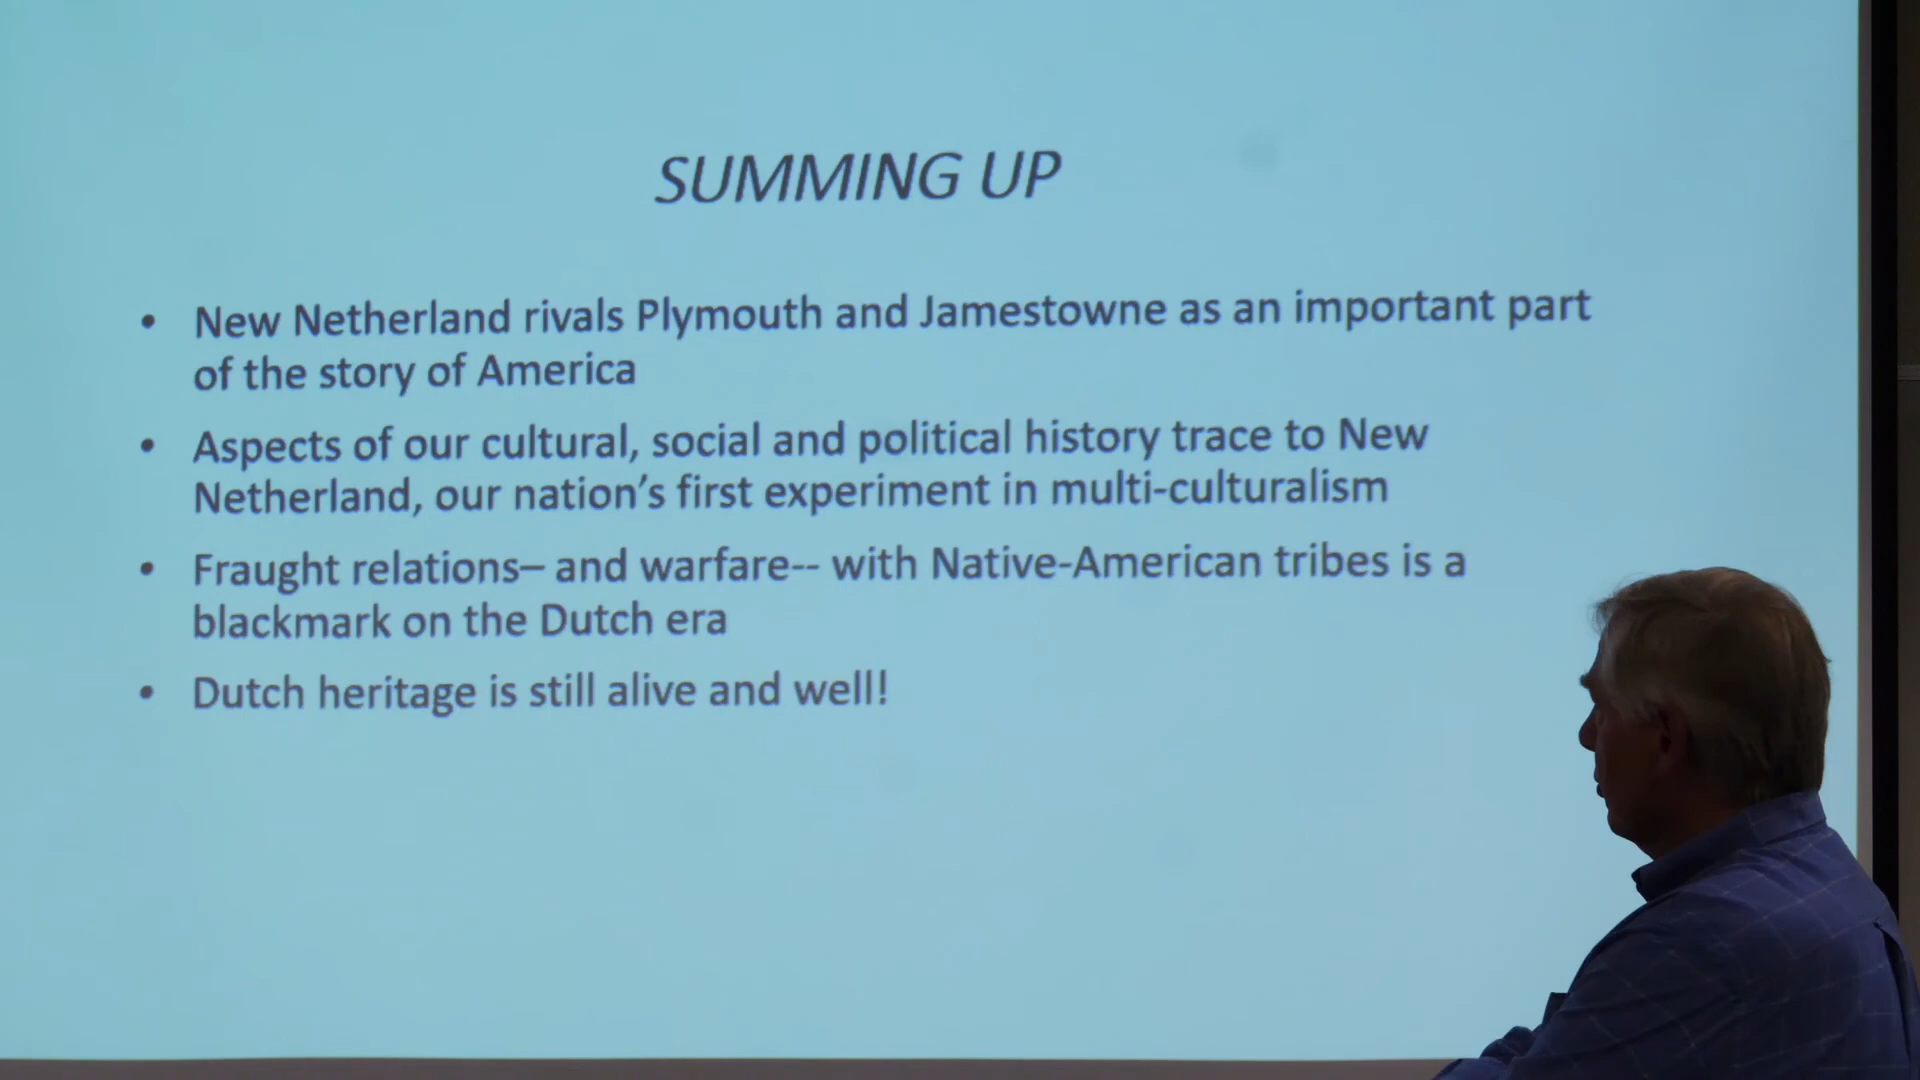 SUMMING UP
• New Netherland rivals Plymouth and Jamestowne as an important part
of the story of America
• Aspects of our cultural, social and political history trace to New
Netherland, our nation's first experiment in multi-culturalism
• Fraught relations– and warfare-- with Native-American tribes is a
blackmark on the Dutch era
• Dutch heritage is still alive and well!